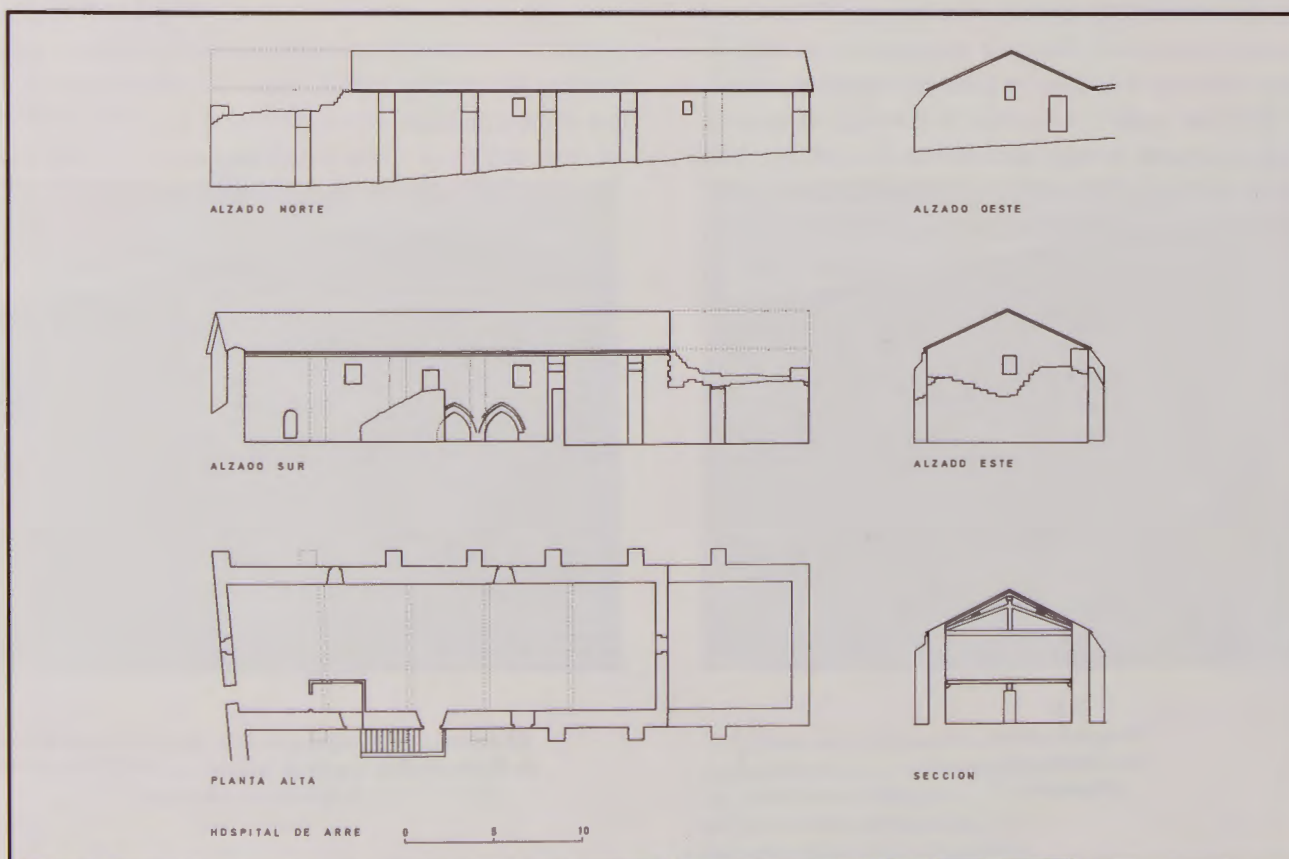 ALZADO NORTE
ALZADO OESTE
ALZADO SUR
ALZADO ESTE
PLANTA ALTA
SECCION
HOSPITAL DE ARRE 0 5 10